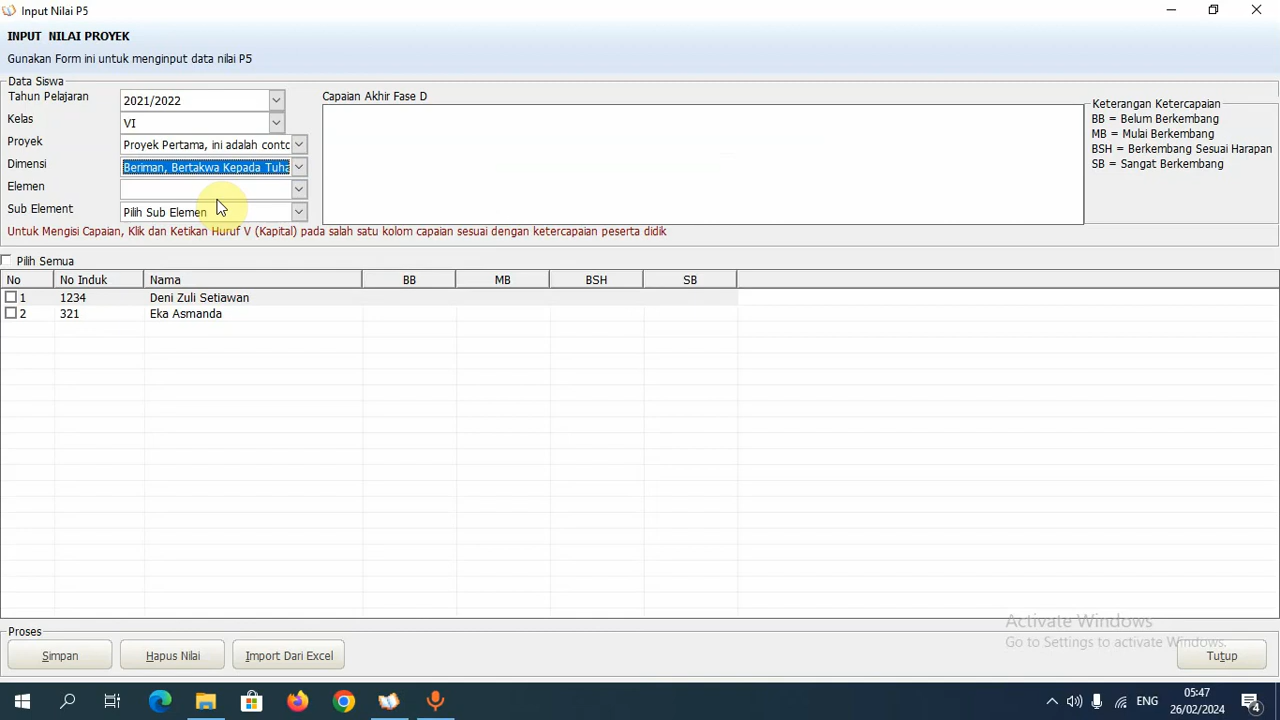 Input Nilai P5
INPUT NILAI PROYEK
Gunakan Form ini untuk menginput data nilai P5
Data Siswa
Tahun Pelajaran 2021/2022
Kelas VI
Proyek Proyek Pertama, ini adalah conto
Dimensi Beriman, Bertakwa Kepada Tuha
Elemen
Sub Element Pilih Sub Elemen
Capaian Akhir Fase D
Keterangan Ketercapaian
BB = Belum Berkembang
MB = Mulai Berkembang
BSH = Berkembang Sesuai Harapan
SB = Sangat Berkembang
Untuk Mengisi Capaian, Klik dan Ketikan Huruf V (Kapital) pada salah satu kolom capaian sesuai dengan ketercapaian peserta didik
Pilih Semua
No No Induk Nama BB MB BSH SB
1 1234 Deni Zuli Setiawan
2 321 Eka Asmanda
Activate Windows
Go to Settings to activate Windows.
Proses
Simpan Hapus Nilai Import Dari Excel Tutup
ENG 05:47
26/02/2024
4